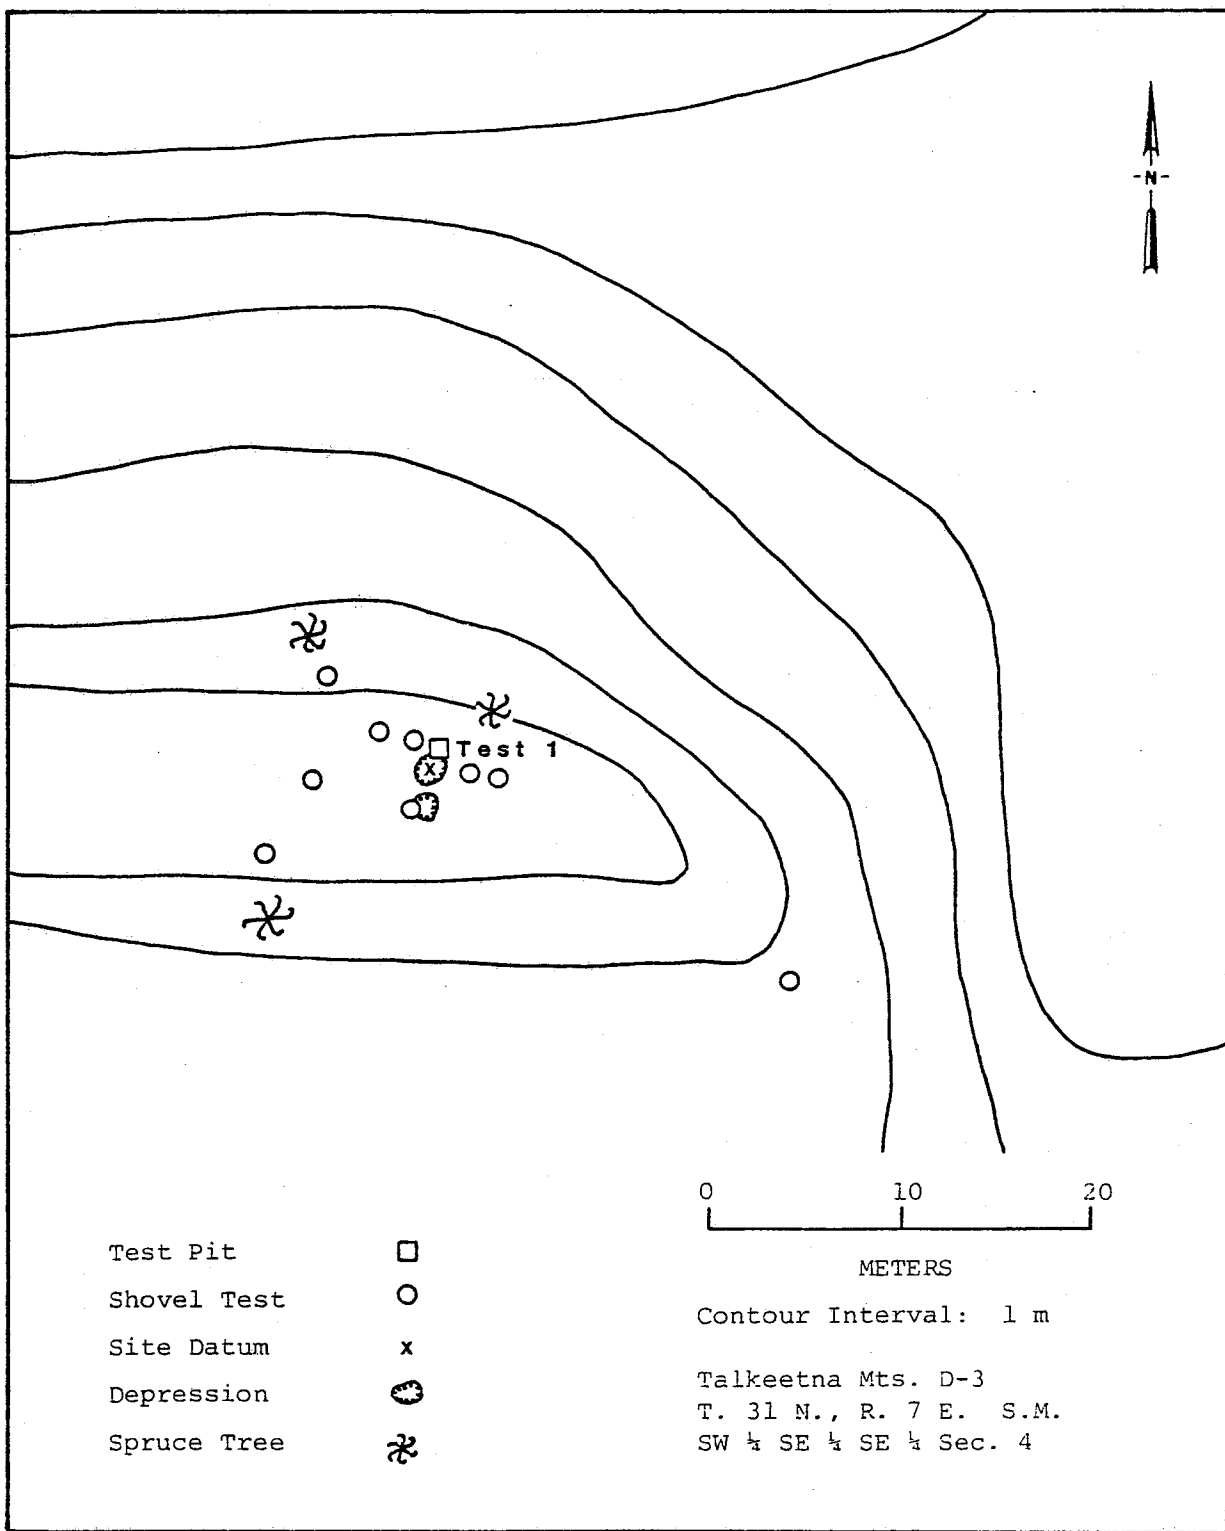 -N-
Test 1
0 10 20
METERS
Contour Interval: 1 m
Talkeetna Mts. D-3
T. 31 N., R. 7 E. S.M.
SW ¼ SE ¼ SE ¼ Sec. 4
Test Pit
Shovel Test
Site Datum x
Depression
Spruce Tree